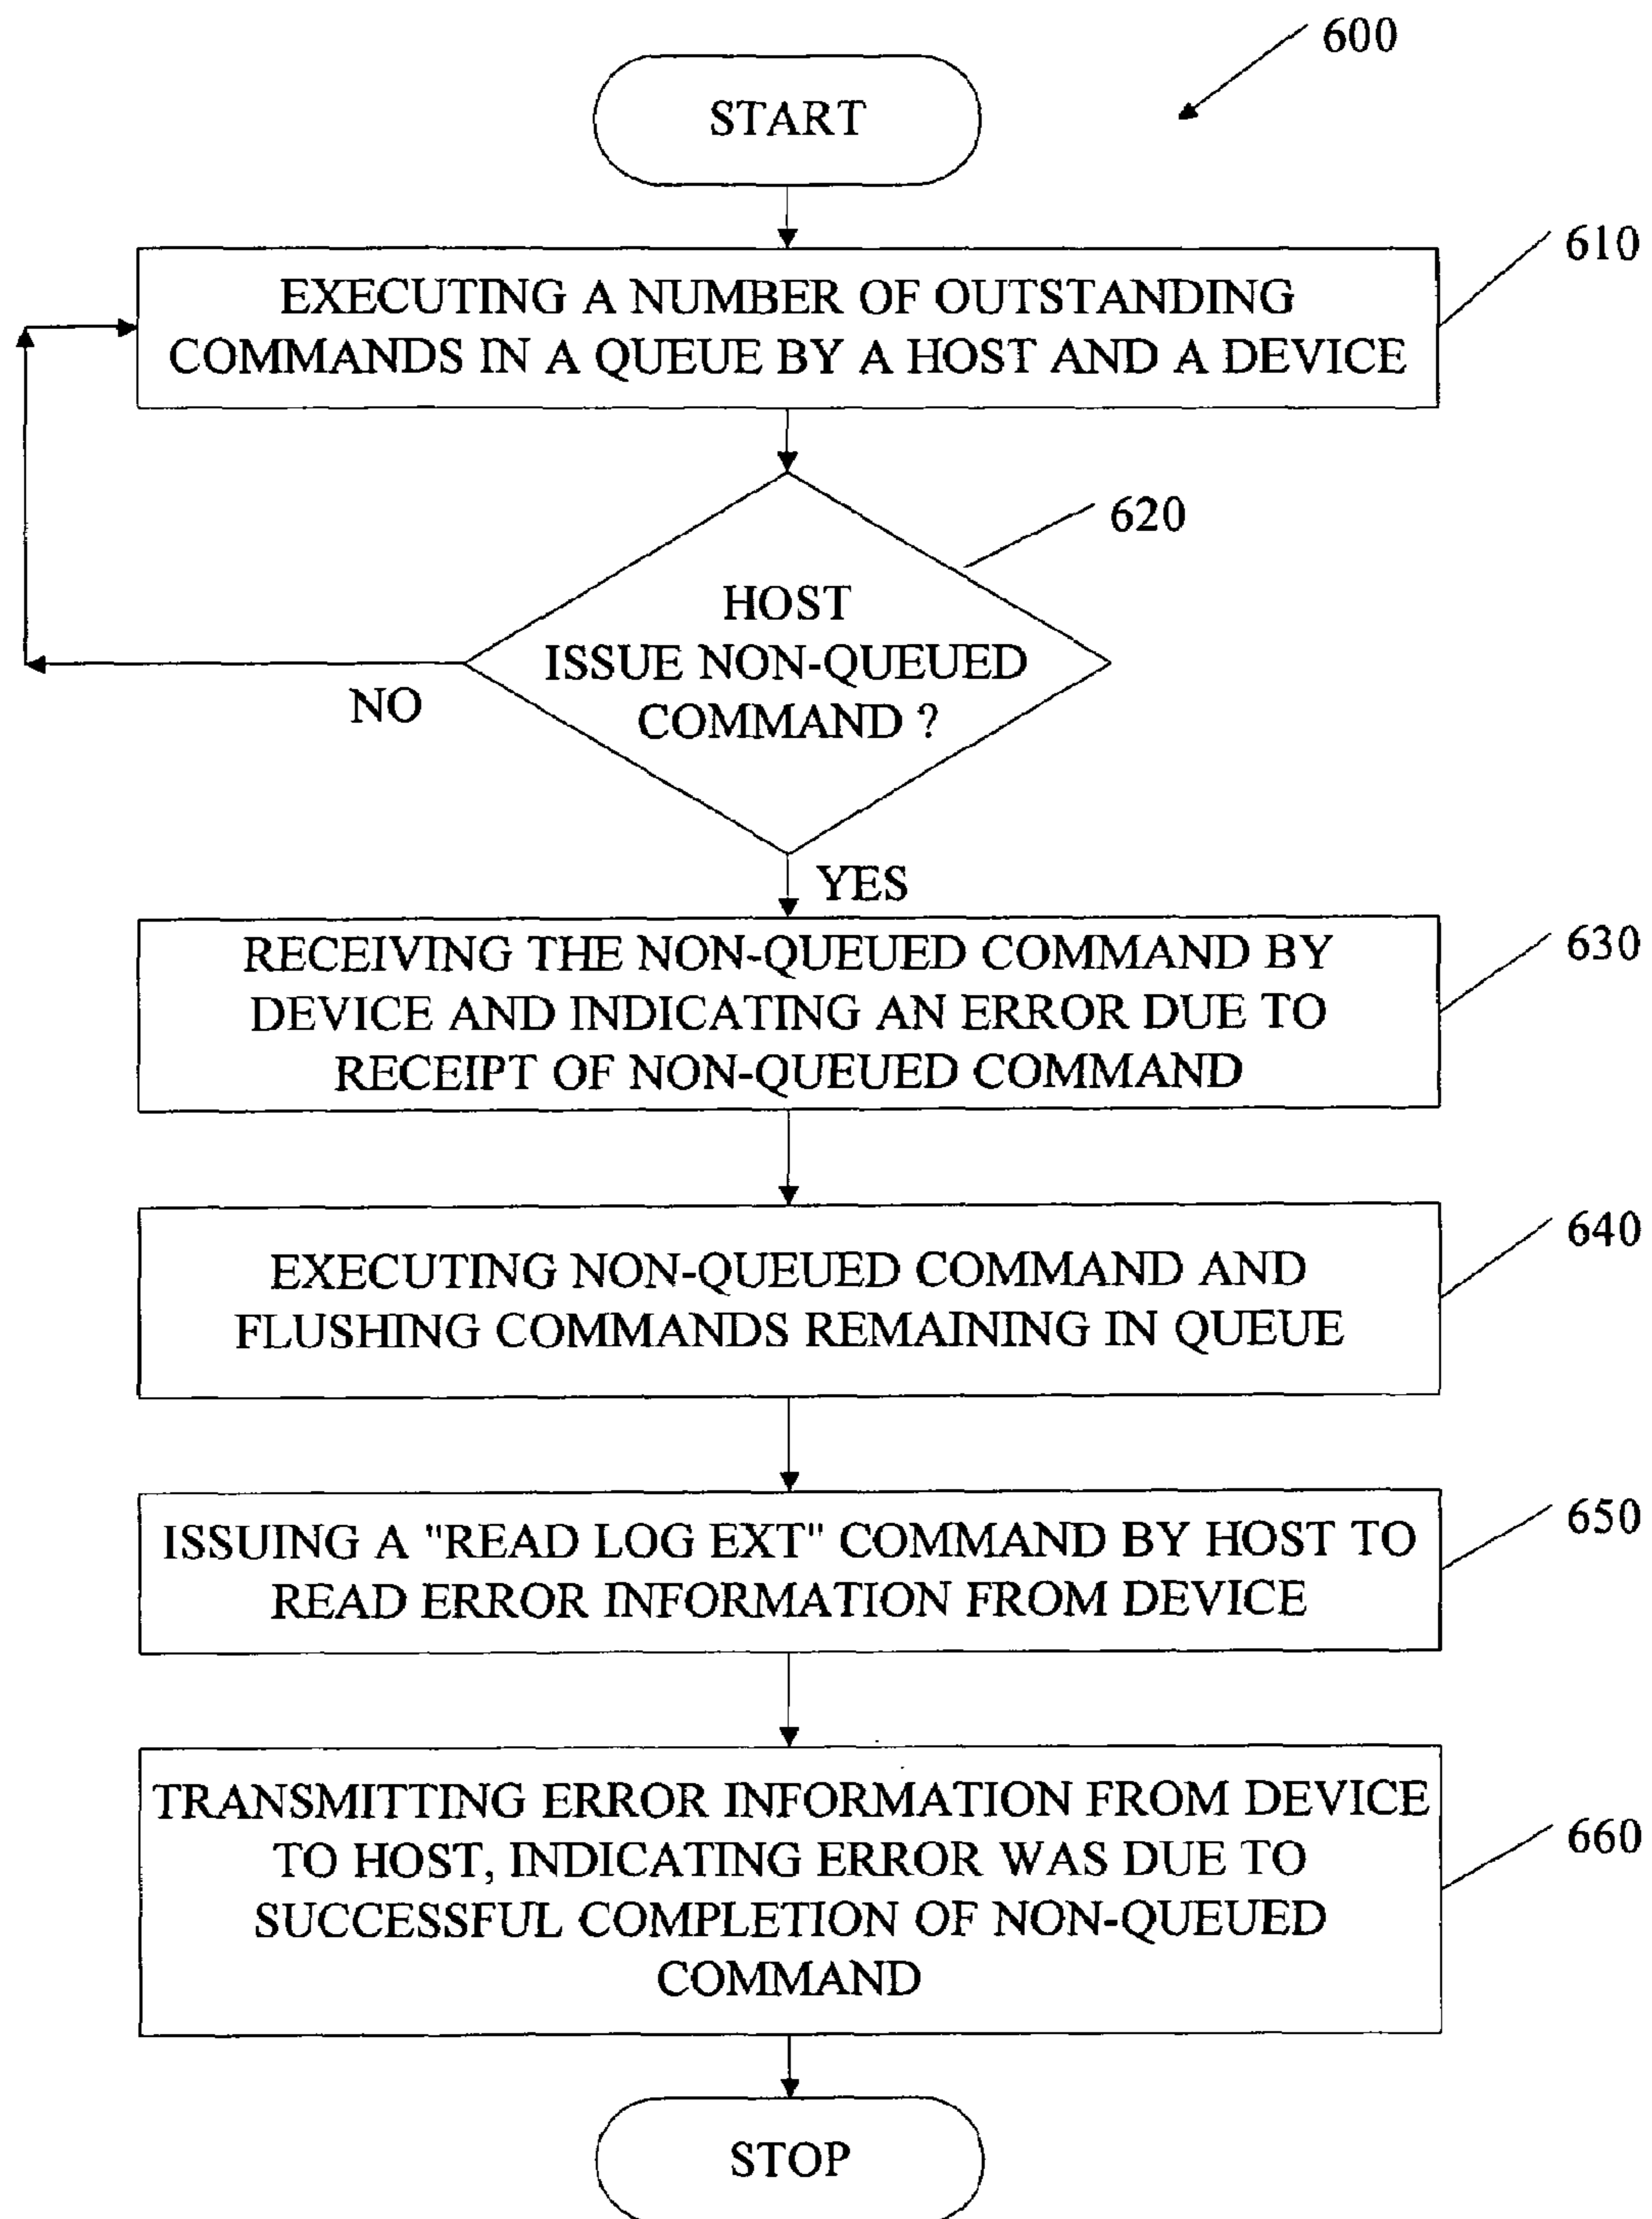 600
START
610
EXECUTING A NUMBER OF OUTSTANDING
COMMANDS IN A QUEUE BY A HOST AND A DEVICE
620
HOST
ISSUE NON-QUEUED
COMMAND ?
NO
YES
630
RECEIVING THE NON-QUEUED COMMAND BY
DEVICE AND INDICATING AN ERROR DUE TO
RECEIPT OF NON-QUEUED COMMAND
640
EXECUTING NON-QUEUED COMMAND AND
FLUSHING COMMANDS REMAINING IN QUEUE
650
ISSUING A "READ LOG EXT" COMMAND BY HOST TO
READ ERROR INFORMATION FROM DEVICE
660
TRANSMITTING ERROR INFORMATION FROM DEVICE
TO HOST, INDICATING ERROR WAS DUE TO
SUCCESSFUL COMPLETION OF NON-QUEUED
COMMAND
STOP